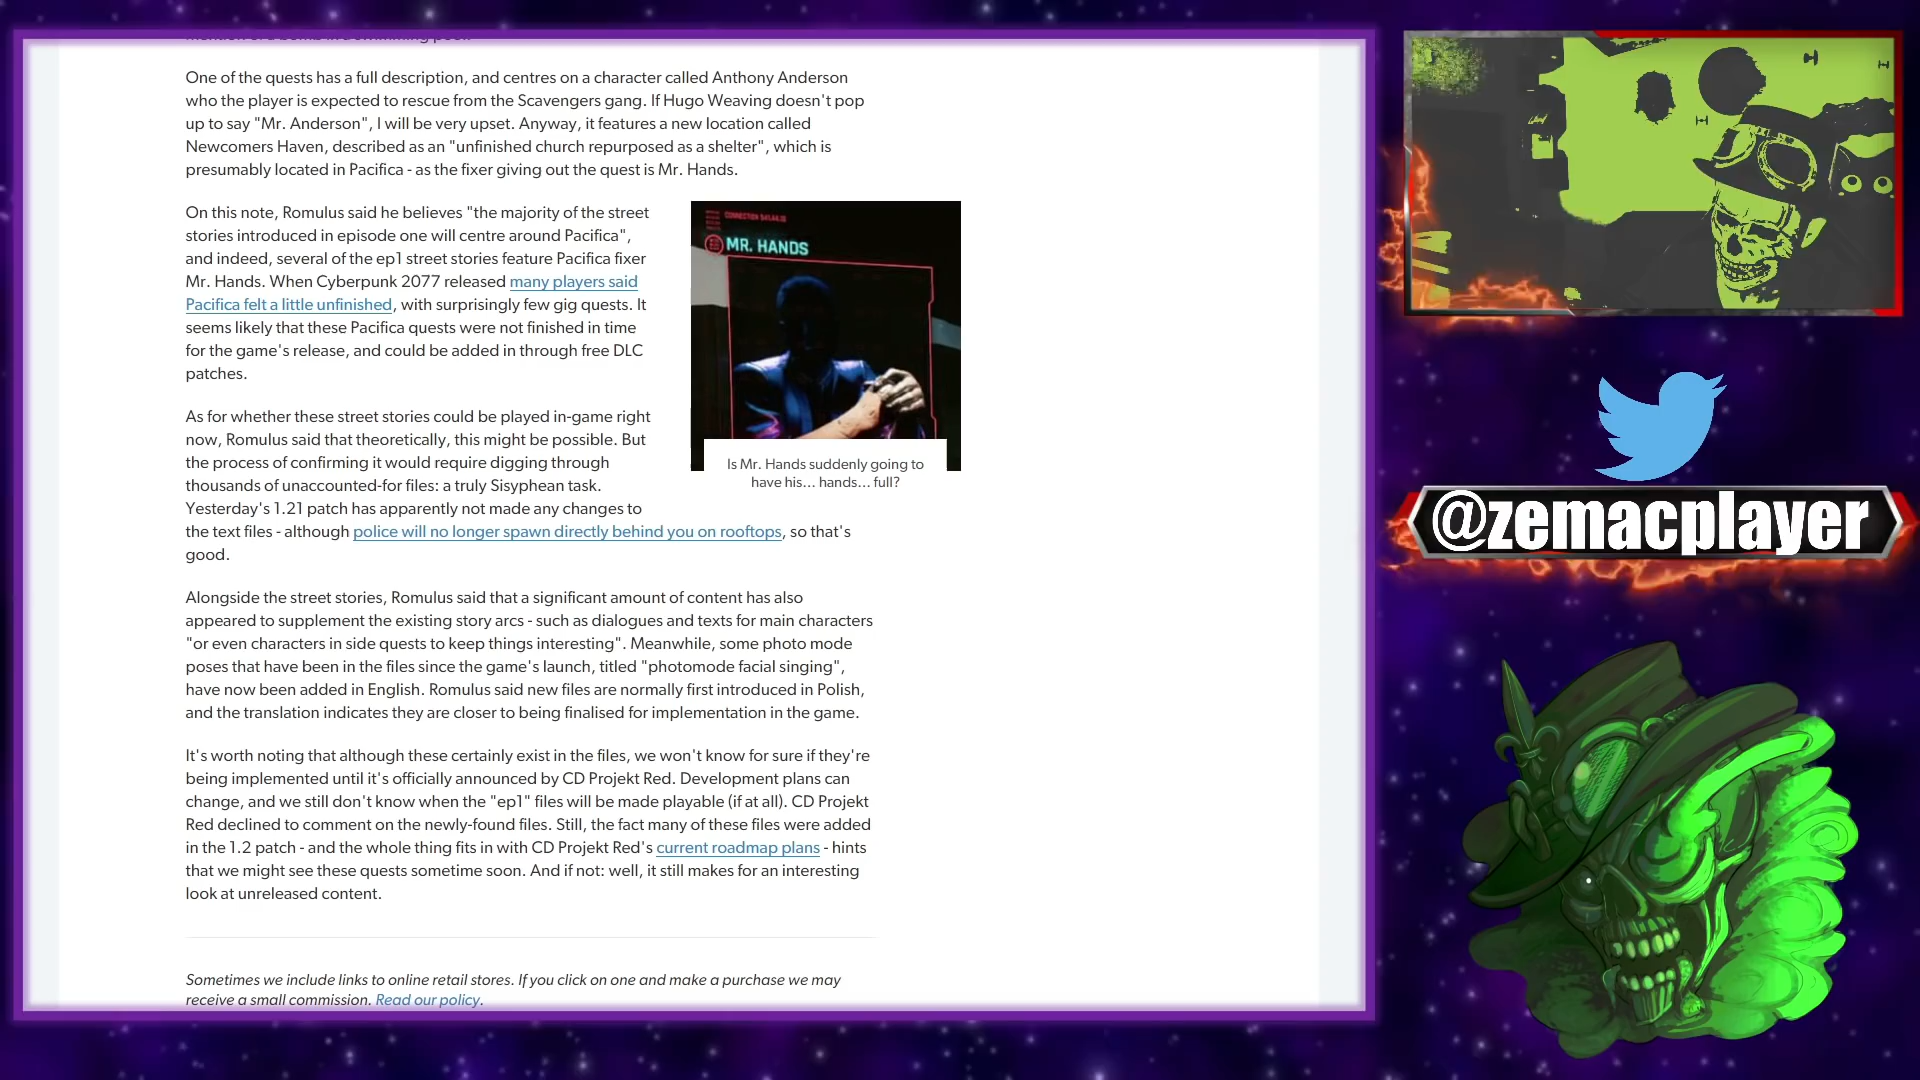 One of the quests has a full description, and centres on a character called Anthony Anderson
who the player is expected to rescue from the Scavengers gang. If Hugo Weaving doesn't pop
up to say "Mr. Anderson", I will be very upset. Anyway, it features a new location called
Newcomers Haven, described as an "unfinished church repurposed as a shelter", which is
presumably located in Pacifica - as the fixer giving out the quest is Mr. Hands.
On this note, Romulus said he believes "the majority of the street
stories introduced in episode one will centre around Pacifica",
and indeed, several of the ep1 street stories feature Pacifica fixer
Mr. Hands. When Cyberpunk 2077 released many players said
Pacifica felt a little unfinished, with surprisingly few gig quests. It
seems likely that these Pacifica quests were not finished in time
for the game's release, and could be added in through free DLC
patches.
MR. HANDS
Is Mr. Hands suddenly going to
have his... hands... full?
As for whether these street stories could be played in-game right
now, Romulus said that theoretically, this might be possible. But
the process of confirming it would require digging through
thousands of unaccounted-for files: a truly Sisyphean task.
Yesterday's 1.21 patch has apparently not made any changes to
the text files - although police will no longer spawn directly behind you on rooftops, so that's
good.
Alongside the street stories, Romulus said that a significant amount of content has also
appeared to supplement the existing story arcs - such as dialogues and texts for main characters
"or even characters in side quests to keep things interesting". Meanwhile, some photo mode
poses that have been in the files since the game's launch, titled "photomode facial singing",
have now been added in English. Romulus said new files are normally first introduced in Polish,
and the translation indicates they are closer to being finalised for implementation in the game.
It's worth noting that although these certainly exist in the files, we won't know for sure if they're
being implemented until it's officially announced by CD Projekt Red. Development plans can
change, and we still don't know when the "ep1" files will be made playable (if at all). CD Projekt
Red declined to comment on the newly-found files. Still, the fact many of these files were added
in the 1.2 patch - and the whole thing fits in with CD Projekt Red's current roadmap plans - hints
that we might see these quests sometime soon. And if not: well, it still makes for an interesting
look at unreleased content.
Sometimes we include links to online retail stores. If you click on one and make a purchase we may
receive a small commission. Read our policy.
@zemacplayer